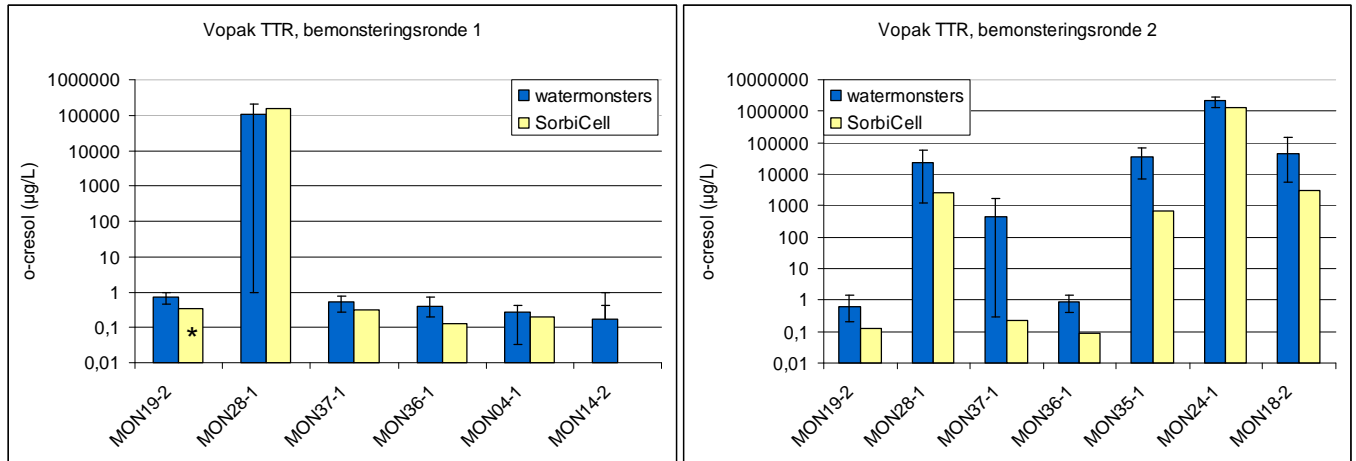 Vopak TTR, bemonsteringsronde 1
o-cresol (µg/L)
1000000
100000
10000
1000
100
10
1
0,1
0,01
watermonsters
SorbiCell
*
MON19-2
MON28-1
MON37-1
MON36-1
MON04-1
MON14-2
Vopak TTR, bemonsteringsronde 2
o-cresol (µg/L)
10000000
1000000
100000
10000
1000
100
10
1
0,1
0,01
watermonsters
SorbiCell
MON19-2
MON28-1
MON37-1
MON36-1
MON35-1
MON24-1
MON18-2